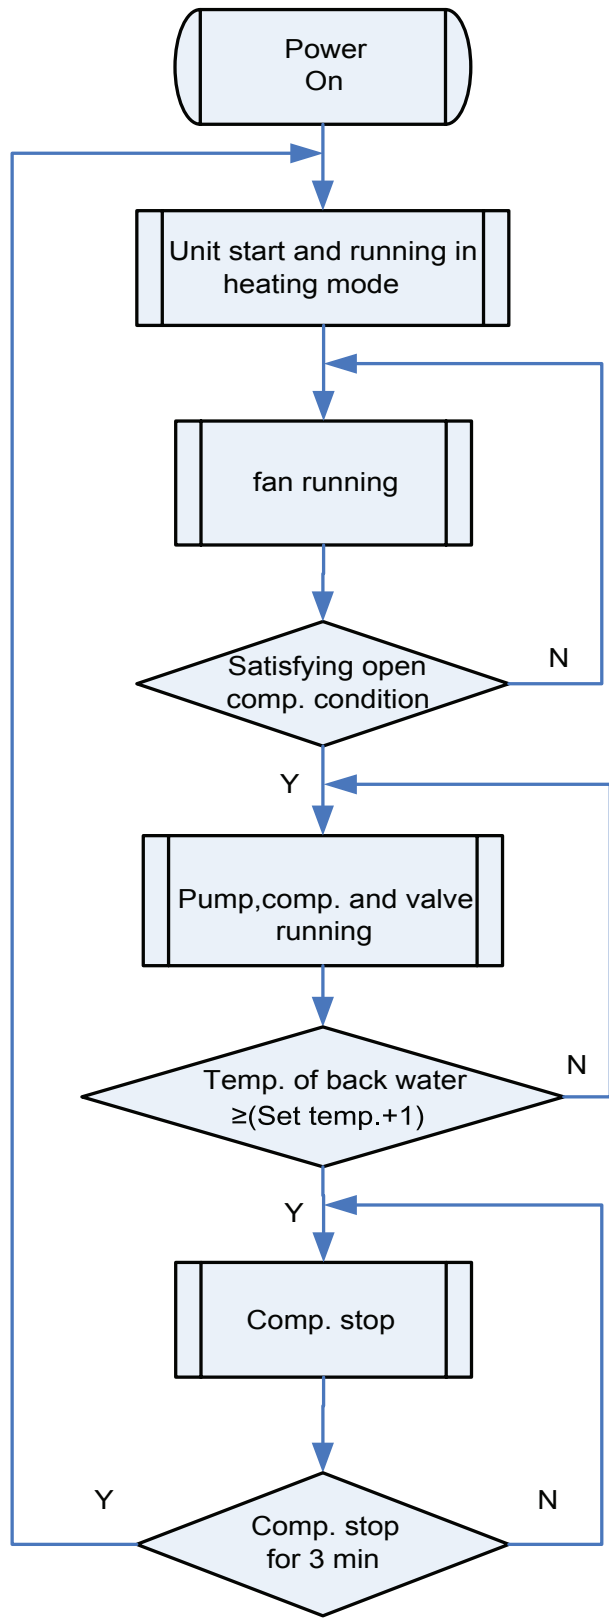 Power
On
Unit start and running in
heating mode
fan running
Satisfying open
comp. condition
N
Y
Pump,comp. and valve
running
Temp. of back water
≥(Set temp.+1)
N
Y
Comp. stop
Y
N
Comp. stop
for 3 min